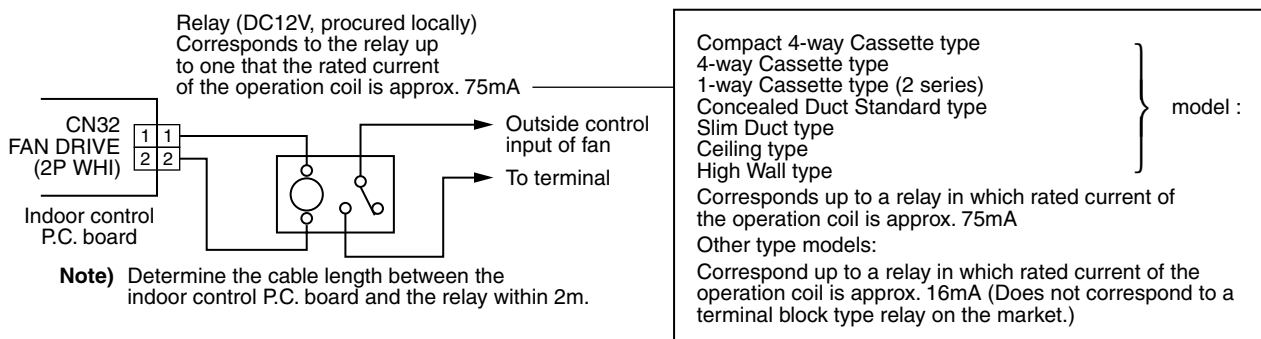 Relay (DC12V, procured locally)
Corresponds to the relay up
to one that the rated current
of the operation coil is approx. 75mA
CN32
FAN DRIVE
(2P WHI)
1 1
2 2
Indoor control
P.C. board
Outside control
input of fan
To terminal
Note) Determine the cable length between the
indoor control P.C. board and the relay within 2m.
Compact 4-way Cassette type
4-way Cassette type
1-way Cassette type (2 series)
Concealed Duct Standard type
Slim Duct type
Ceiling type
High Wall type
model :
Corresponds up to a relay in which rated current of
the operation coil is approx. 75mA
Other type models:
Correspond up to a relay in which rated current of the
operation coil is approx. 16mA (Does not correspond to a
terminal block type relay on the market.)